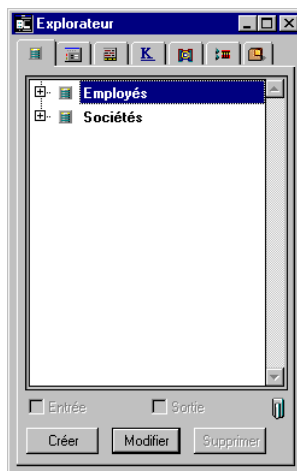 Explorateur
K
Employés
Sociétés
Entrée Sortie
Créer Modifier Supprimer